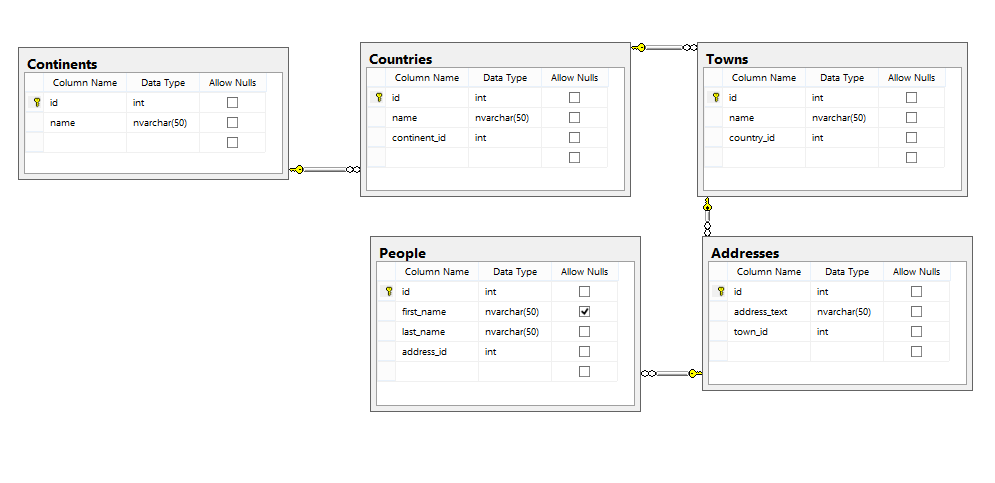 Continents
Column Name Data Type Allow Nulls
id int
name nvarchar(50)
Countries
Column Name Data Type Allow Nulls
id int
name nvarchar(50)
continent_id int
Towns
Column Name Data Type Allow Nulls
id int
name nvarchar(50)
country_id int
People
Column Name Data Type Allow Nulls
id int
first_name nvarchar(50)
last_name nvarchar(50)
address_id int
Addresses
Column Name Data Type Allow Nulls
id int
address_text nvarchar(50)
town_id int